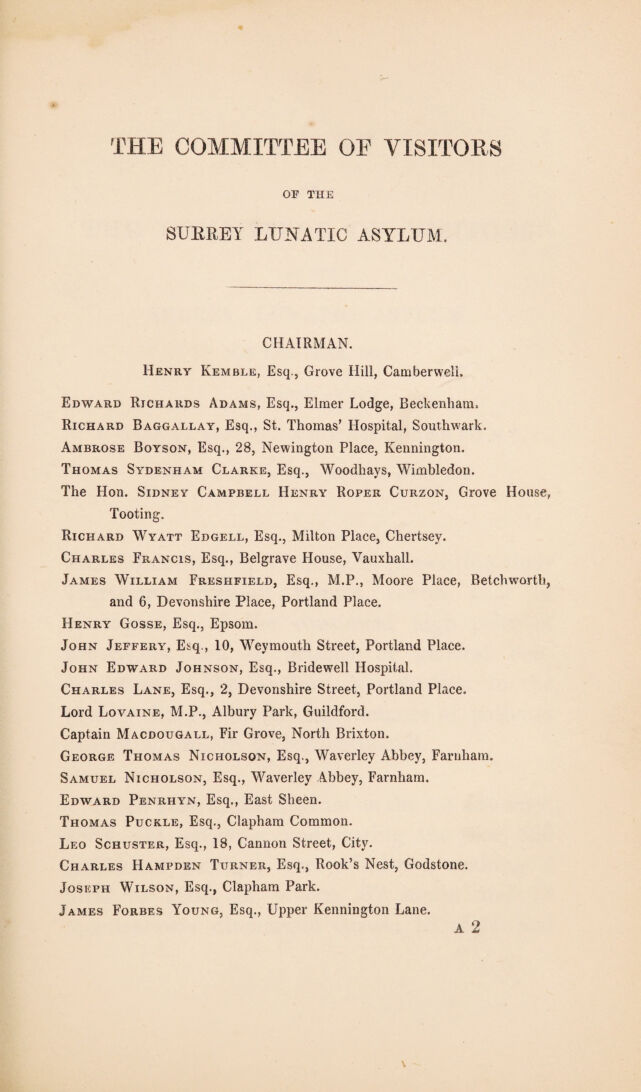 THE COMMITTEE OF VISITORS
OF THE
SURREY LUNATIC ASYLUM.
CHAIRMAN.
HENRY KEMBLE, Esq., Grove Hill, Camberwell.
EDWARD RICHARDS ADAMS, Esq., Elmer Lodge, Beckenham.
RICHARD BAGGALLAY, Esq., St. Thomas' Hospital, Southwark.
AMBROSE BOYSON, Esq., 28, Newington Place, Kennington.
THOMAS SYDENHAM CLARKE, Esq., Woodhays, Wimbledon.
The Hon. SIDNEY CAMPBELL HENRY ROPER CURZON, Grove House,
Tooting.
RICHARD WYATT EDGELL, Esq., Milton Place, Chertsey.
CHARLES FRANCIS, Esq., Belgrave House, Vauxhall.
JAMES WILLIAM FRESHFIELD, Esq., M.P., Moore Place, Betchworth,
and 6, Devonshire Place, Portland Place.
HENRY GOSSE, Esq., Epsom.
JOHN JEFFERY, Esq., 10, Weymouth Street, Portland Place.
JOHN EDWARD JOHNSON, Esq., Bridewell Hospital.
CHARLES LANE, Esq., 2, Devonshire Street, Portland Place.
Lord LOVAINE, M.P., Albury Park, Guildford.
Captain MACDOUGALL, Fir Grove, North Brixton.
GEORGE THOMAS NICHOLSON, Esq., Waverley Abbey, Farnham.
SAMUEL NICHOLSON, Esq., Waverley Abbey, Farnham.
EDWARD PENRHYN, Esq., East Sheen.
THOMAS PUCKLE, Esq., Clapham Common.
LEO SCHUSTER, Esq., 18, Cannon Street, City.
CHARLES HAMPDEN TURNER, Esq., Rook's Nest, Godstone.
JOSEPH WILSON, Esq., Clapham Park.
JAMES FORBES YOUNG, Esq., Upper Kennington Lane.
A 2